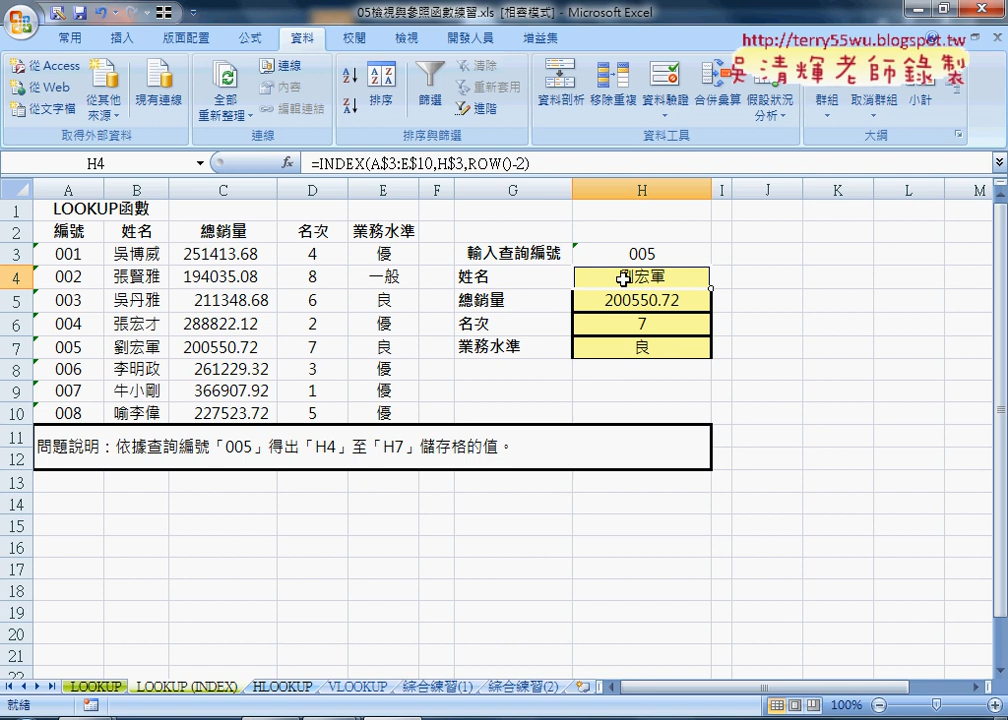 05檢視與參照函數練習.xls [相容模式] - Microsoft Excel
常用 插入 版面配置 公式 資料 校閱 檢視 開發人員 增益集
http://terry55wu.blogspot.tw
吳清輝老師錄製
從 Access
從 Web
從文字檔
從其他來源
現有連線
取得外部資料
全部重新整理
連線
內容
編輯連結
連線
排序
篩選
清除
重新套用
進階
排序與篩選
資料剖析 移除重複 資料驗證 合併彙算 假設狀況分析
資料工具
群組 取消群組 小計
大綱
H4 fx =INDEX(A$3:E$10,H$3,ROW()-2)
A B C D E F G H I J K L M
1 LOOKUP函數
2 編號 姓名 總銷量 名次 業務水準
3 001 吳博威 251413.68 4 優 輸入查詢編號 005
4 002 張賢雅 194035.08 8 一般 姓名 劉宏軍
5 003 吳丹雅 211348.68 6 良 總銷量 200550.72
6 004 張宏才 288822.12 2 優 名次 7
7 005 劉宏軍 200550.72 7 良 業務水準 良
8 006 李明政 261229.32 3 優
9 007 牛小剛 366907.92 1 優
10 008 喻李偉 227523.72 5 優
11
問題說明：依據查詢編號「005」得出「H4」至「H7」儲存格的值。
12
13
14
15
16
17
18
19
20
21
22
LOOKUP LOOKUP (INDEX) HLOOKUP VLOOKUP 綜合練習(1) 綜合練習(2)
就緒 100%